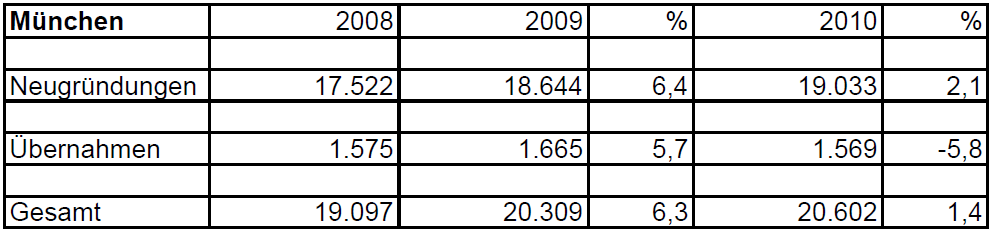 München 2008 2009 % 2010 %
Neugründungen 17.522 18.644 6,4 19.033 2,1
Übernahmen 1.575 1.665 5,7 1.569 -5,8
Gesamt 19.097 20.309 6,3 20.602 1,4